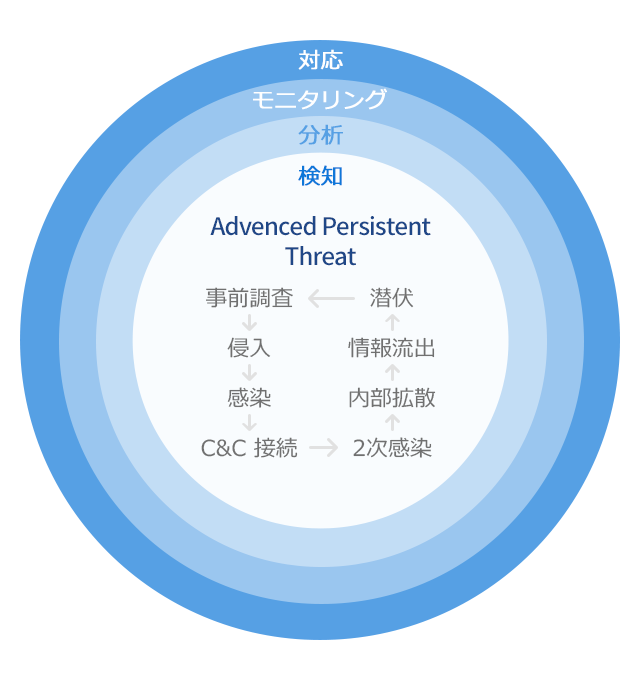 対応
モニタリング
分析
検知
Advenced Persistent
Threat
事前調査 潜伏
侵入 情報流出
感染 内部拡散
C&C 接続 2次感染